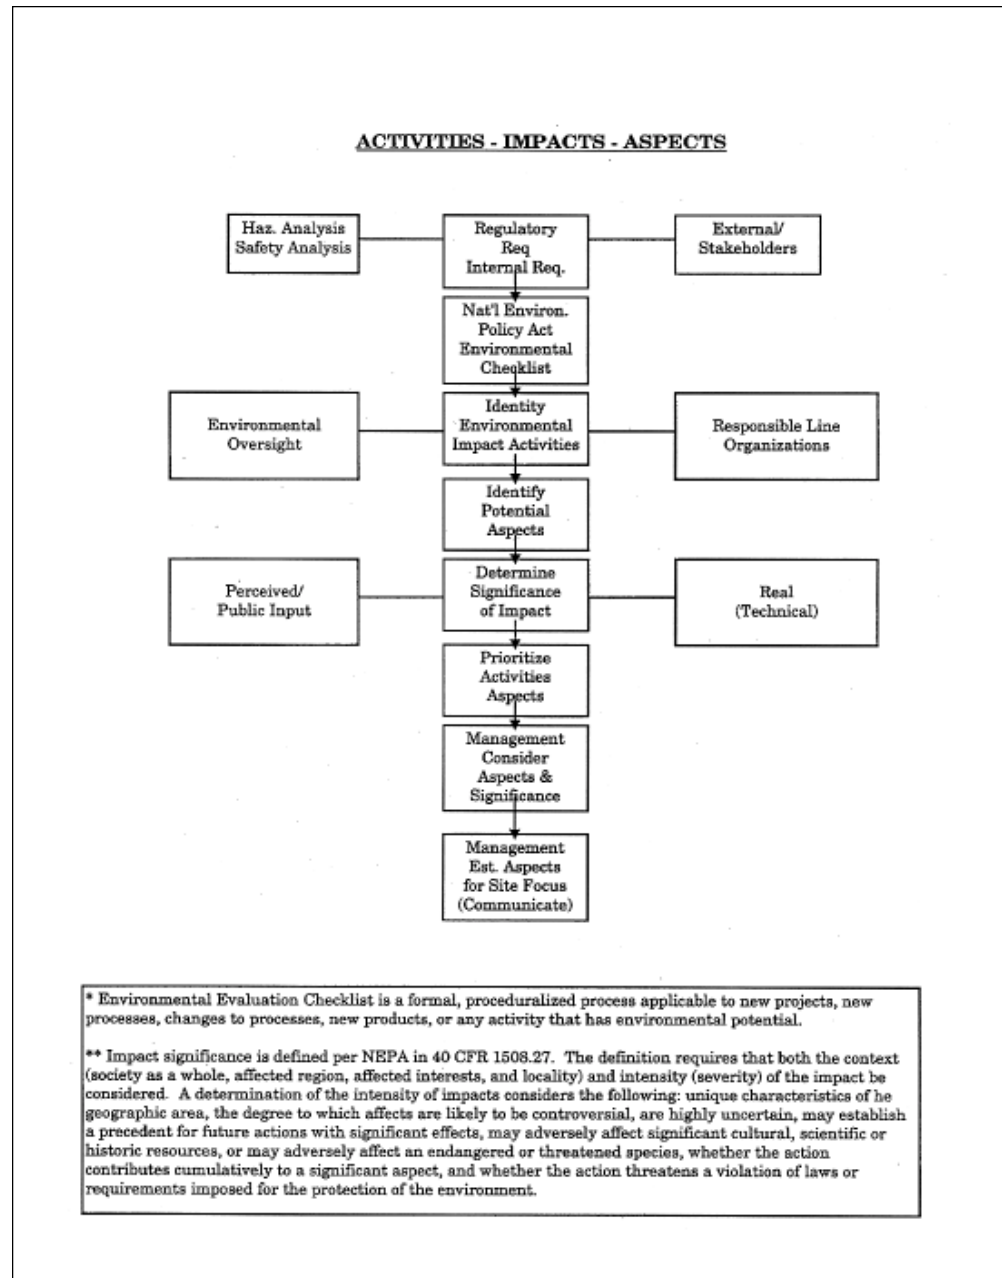 ACTIVITIES - IMPACTS - ASPECTS
Haz. Analysis
Safety Analysis
Regulatory
Req
Internal Req.
External/
Stakeholders
Nat'l Environ.
Policy Act
Environmental
Checklist
Environmental
Oversight
Identity
Environmental
Impact Activities
Responsible Line
Organizations
Identify
Potential
Aspects
Perceived/
Public Input
Determine
Significance
of Impact
Real
(Technical)
Prioritize
Activities
Aspects
Management
Consider
Aspects &
Significance
Management
Est. Aspects
for Site Focus
(Communicate)
* Environmental Evaluation Checklist is a formal, proceduralized process applicable to new projects, new
processes, changes to processes, new products, or any activity that has environmental potential.
** Impact significance is defined per NEPA in 40 CFR 1508.27. The definition requires that both the context
(society as a whole, affected region, affected interests, and locality) and intensity (severity) of the impact be
considered. A determination of the intensity of impacts considers the following: unique characteristics of he
geographic area, the degree to which affects are likely to be controversial, are highly uncertain, may establish
a precedent for future actions with significant effects, may adversely affect significant cultural, scientific or
historic resources, or may adversely affect an endangered or threatened species, whether the action
contributes cumulatively to a significant aspect, and whether the action threatens a violation of laws or
requirements imposed for the protection of the environment.